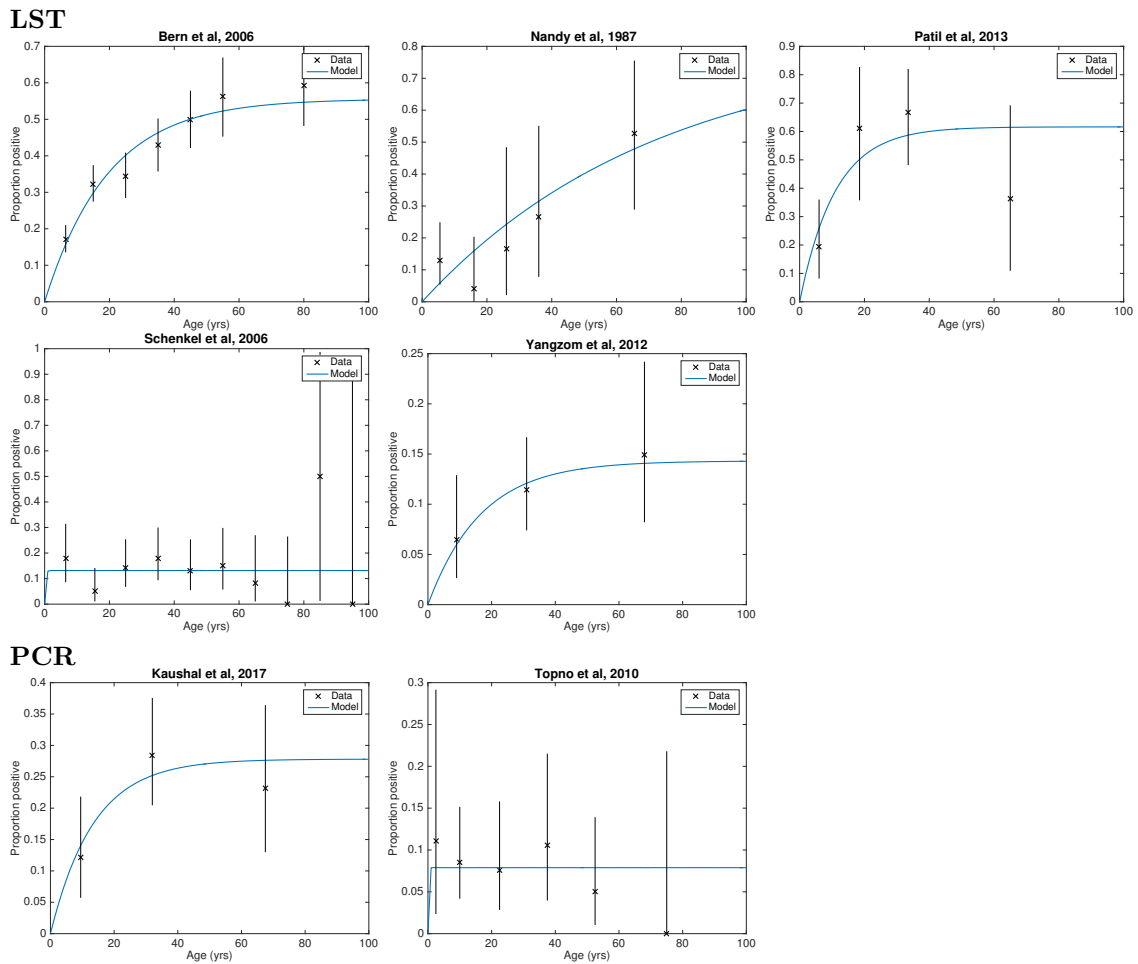 LST
Bern et al, 2006
Proportion positive
0.7
0.6
0.5
0.4
0.3
0.2
0.1
0
0 20 40 60 80 100
Age (yrs)
Data
Model
Nandy et al, 1987
Proportion positive
0.8
0.7
0.6
0.5
0.4
0.3
0.2
0.1
0
0 20 40 60 80 100
Age (yrs)
Data
Model
Patil et al, 2013
Proportion positive
0.9
0.8
0.7
0.6
0.5
0.4
0.3
0.2
0.1
0
0 20 40 60 80 100
Age (yrs)
Data
Model
Schenkel et al, 2006
Proportion positive
1
0.9
0.8
0.7
0.6
0.5
0.4
0.3
0.2
0.1
0
0 20 40 60 80 100
Age (yrs)
Data
Model
Yangzom et al, 2012
Proportion positive
0.25
0.2
0.15
0.1
0.05
0
0 20 40 60 80 100
Age (yrs)
Data
Model
PCR
Kaushal et al, 2017
Proportion positive
0.4
0.35
0.3
0.25
0.2
0.15
0.1
0.05
0
0 20 40 60 80 100
Age (yrs)
Data
Model
Topno et al, 2010
Proportion positive
0.3
0.25
0.2
0.15
0.1
0.05
0
0 20 40 60 80 100
Age (yrs)
Data
Model